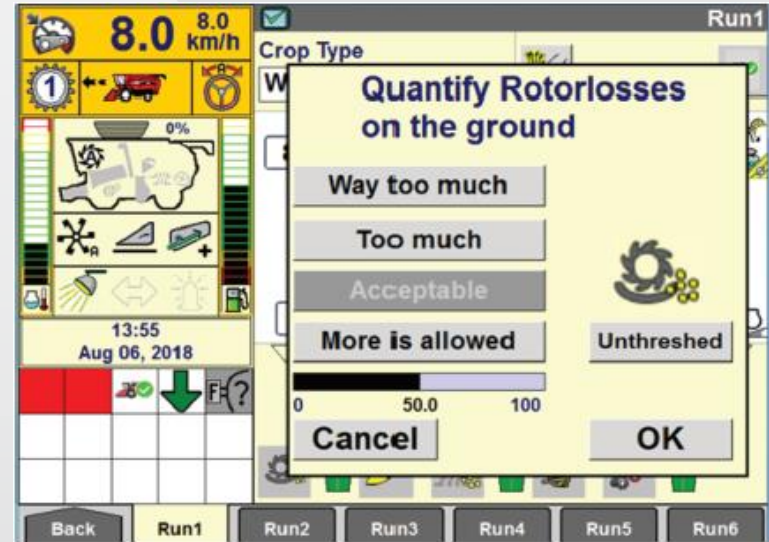 8.0
8.0
km/h
Run1
Crop Type
W
1
A
0%
A
A
+
13:55
Aug 06, 2018
F
?
Quantify Rotorlosses
on the ground
Way too much
Too much
Acceptable
More is allowed
Unthreshed
0 50.0 100
Cancel
OK
Back
Run1
Run2
Run3
Run4
Run5
Run6